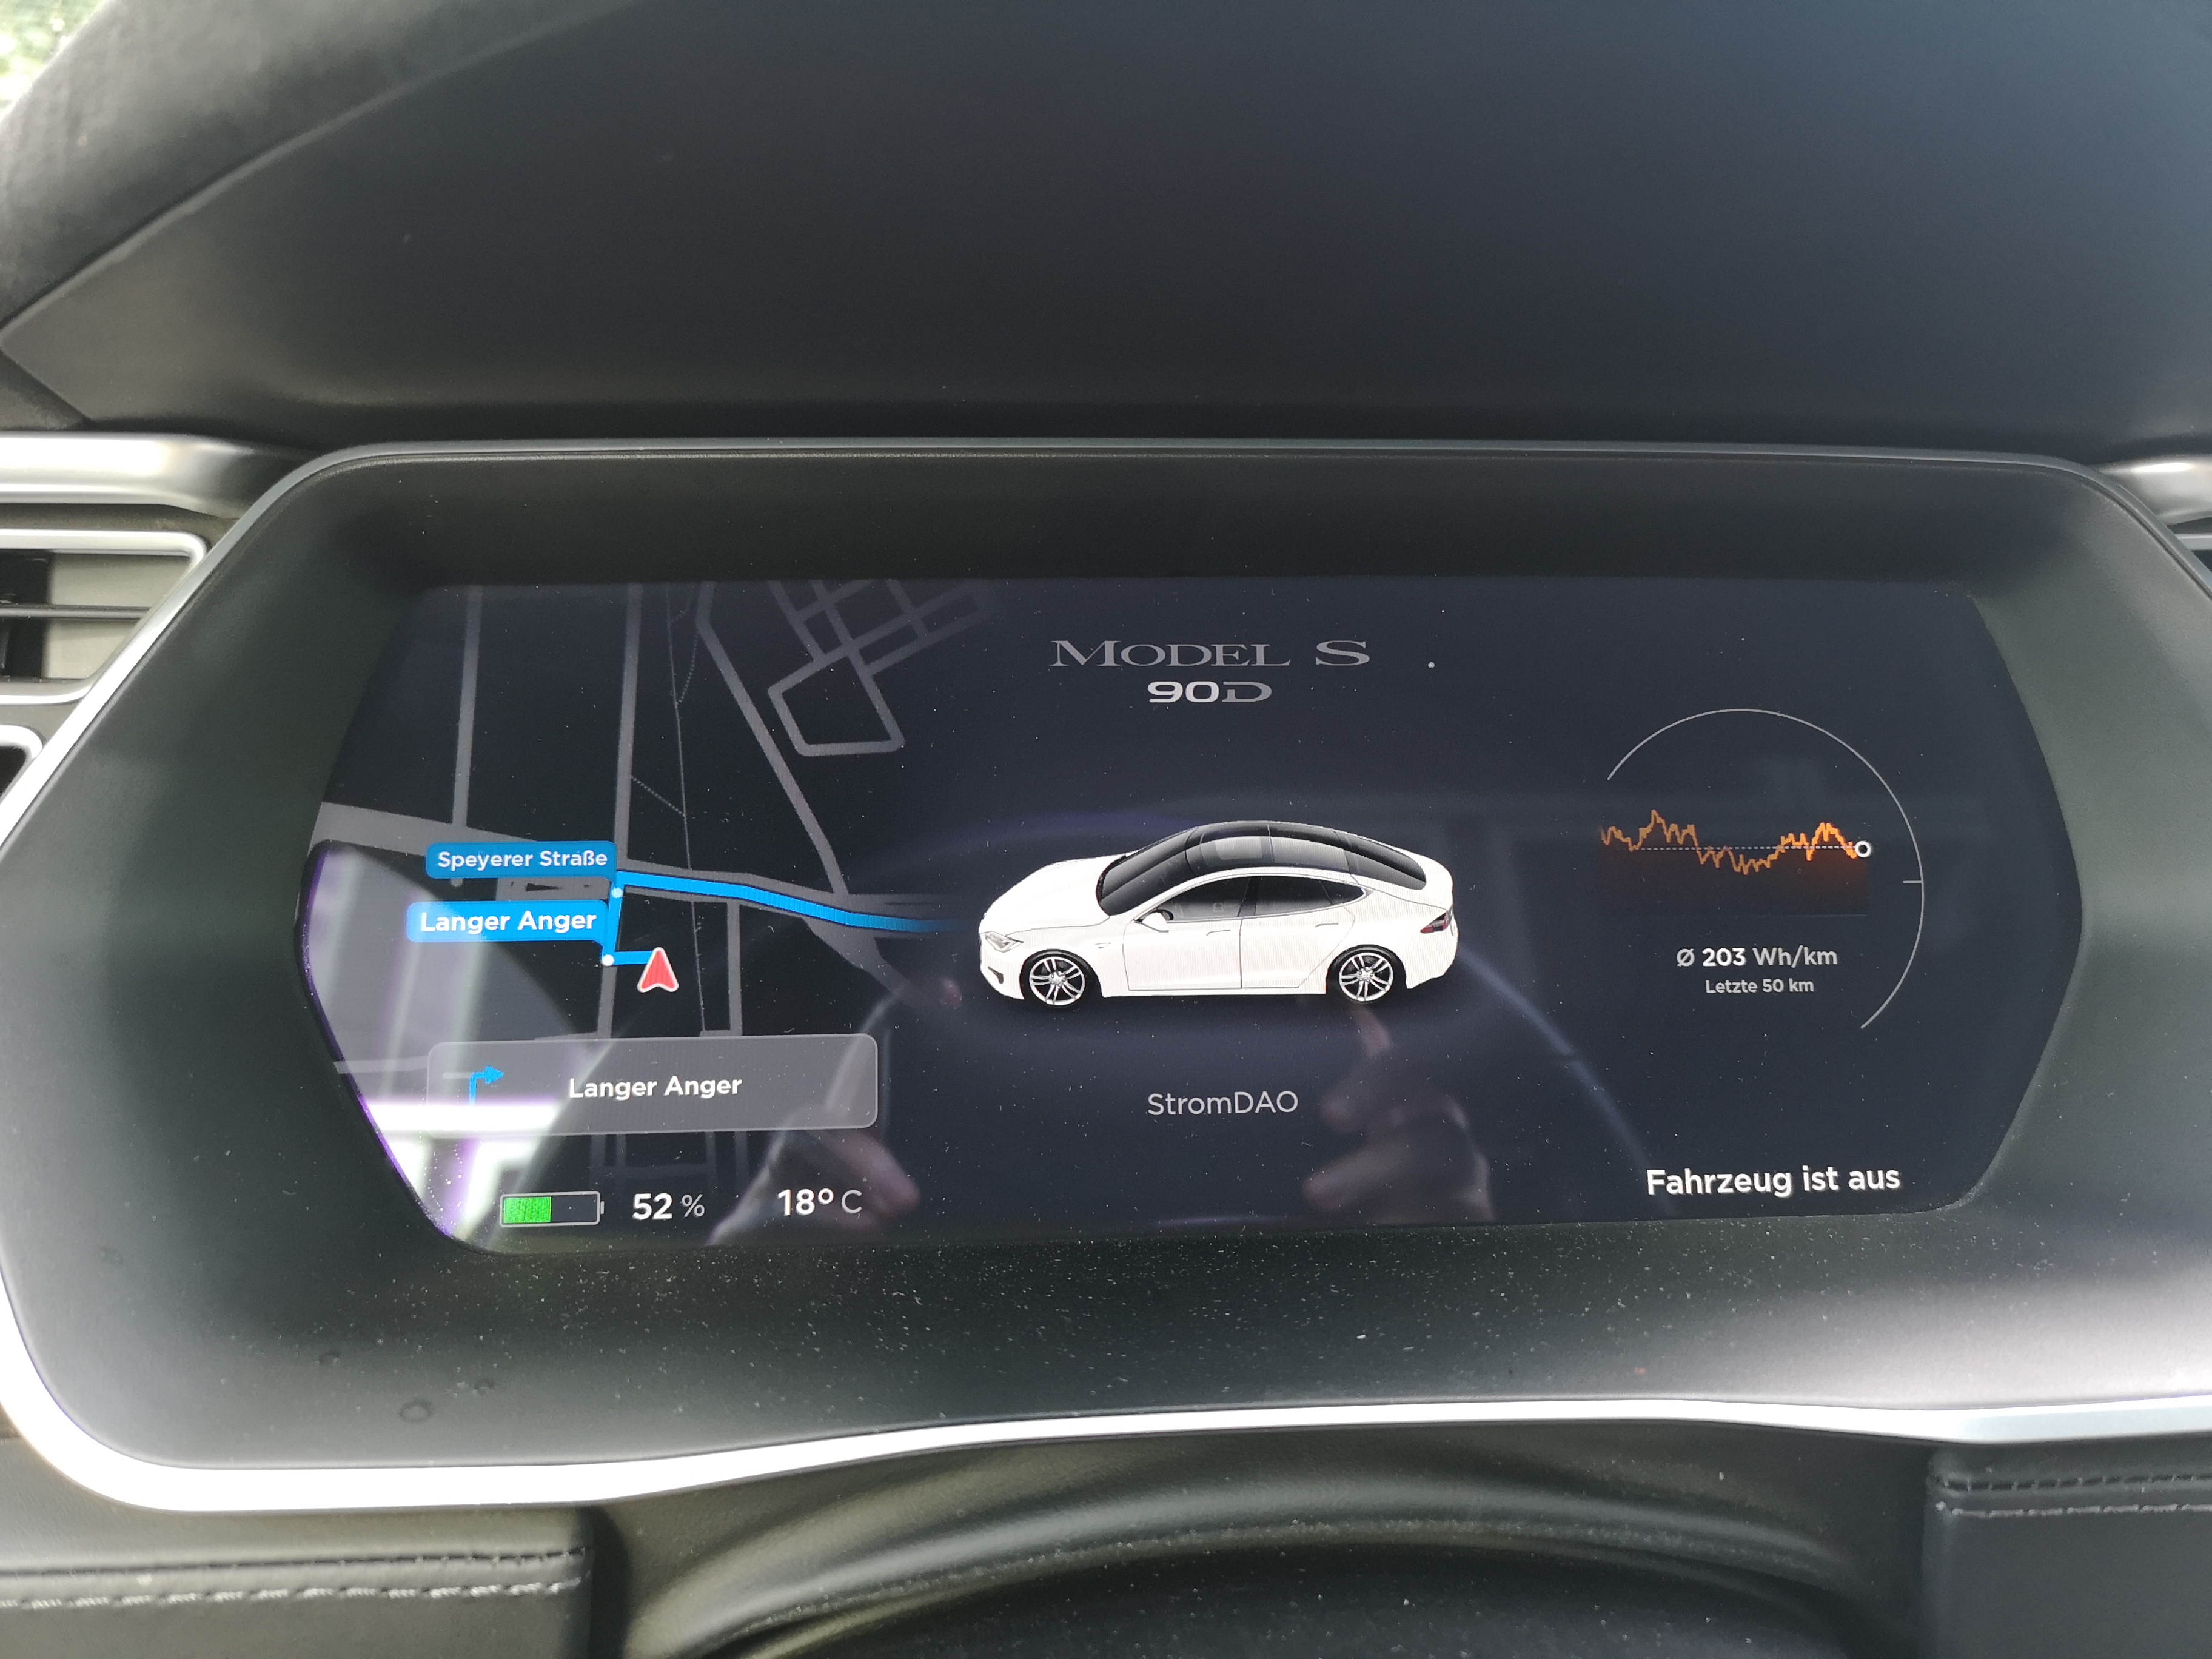 MODEL S
90D
Speyerer Straße
Langer Anger
Langer Anger
52 %
18° C
StromDAO
Ø 203 Wh/km
Letzte 50 km
Fahrzeug ist aus